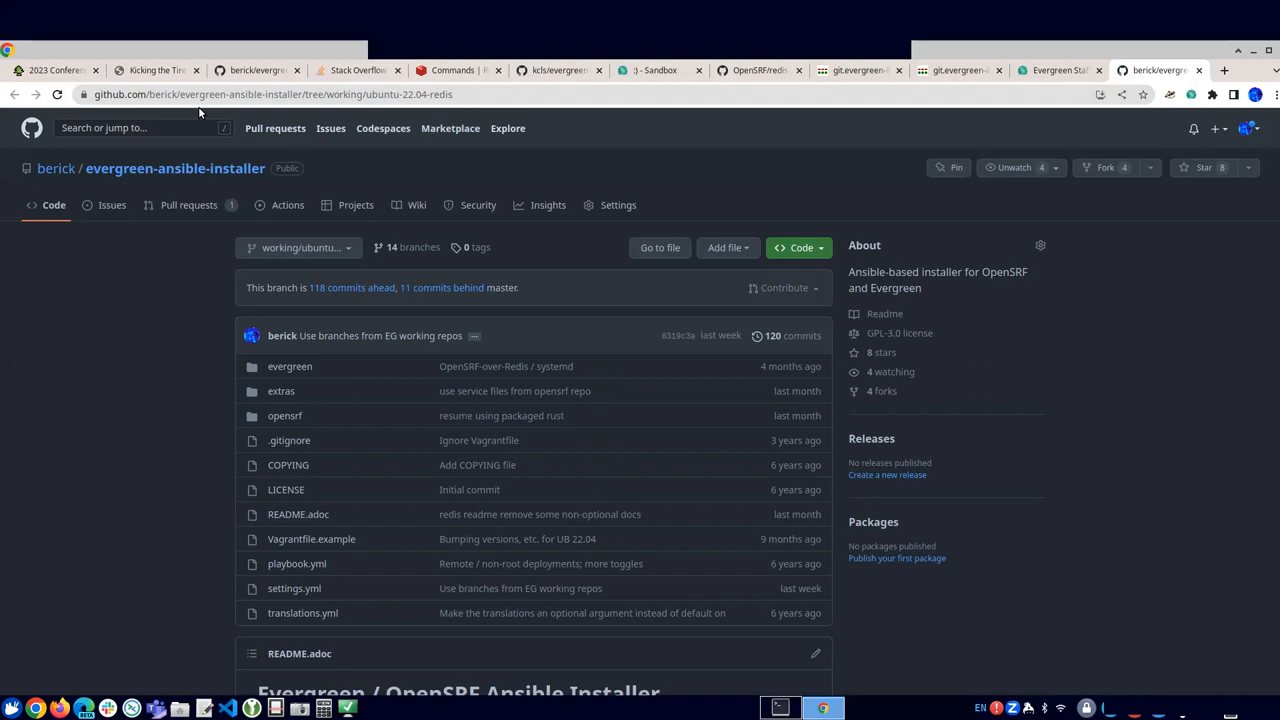 2023 Conferen
Kicking the Tire
berick/evergre
Stack Overflow
Commands | R
kcls/evergreen
:) - Sandbox
OpenSRF/redis
git.evergreen-i
git.evergreen-i
Evergreen Sta
berick/evergre
github.com/berick/evergreen-ansible-installer/tree/working/ubuntu-22.04-redis
Search or jump to...
/
Pull requests
Issues
Codespaces
Marketplace
Explore
berick / evergreen-ansible-installer
Public
Pin
Unwatch 4
Fork 4
Star 8
Code
Issues
Pull requests 1
Actions
Projects
Wiki
Security
Insights
Settings
working/ubuntu...
14 branches
0 tags
Go to file
Add file
Code
This branch is 118 commits ahead, 11 commits behind master.
Contribute
berick Use branches from EG working repos
8319c3a last week
120 commits
evergreen
OpenSRF-over-Redis / systemd
4 months ago
extras
use service files from opensrf repo
last month
opensrf
resume using packaged rust
last month
.gitignore
Ignore Vagrantfile
3 years ago
COPYING
Add COPYING file
6 years ago
LICENSE
Initial commit
6 years ago
README.adoc
redis readme remove some non-optional docs
last month
Vagrantfile.example
Bumping versions, etc. for UB 22.04
9 months ago
playbook.yml
Remote / non-root deployments; more toggles
6 years ago
settings.yml
Use branches from EG working repos
last week
translations.yml
Make the translations an optional argument instead of default on
6 years ago
README.adoc
Evergreen / OpenSRF Ansible Installer
About
Ansible-based installer for OpenSRF
and Evergreen
Readme
GPL-3.0 license
8 stars
4 watching
4 forks
Releases
No releases published
Create a new release
Packages
No packages published
Publish your first package
BETA
EN